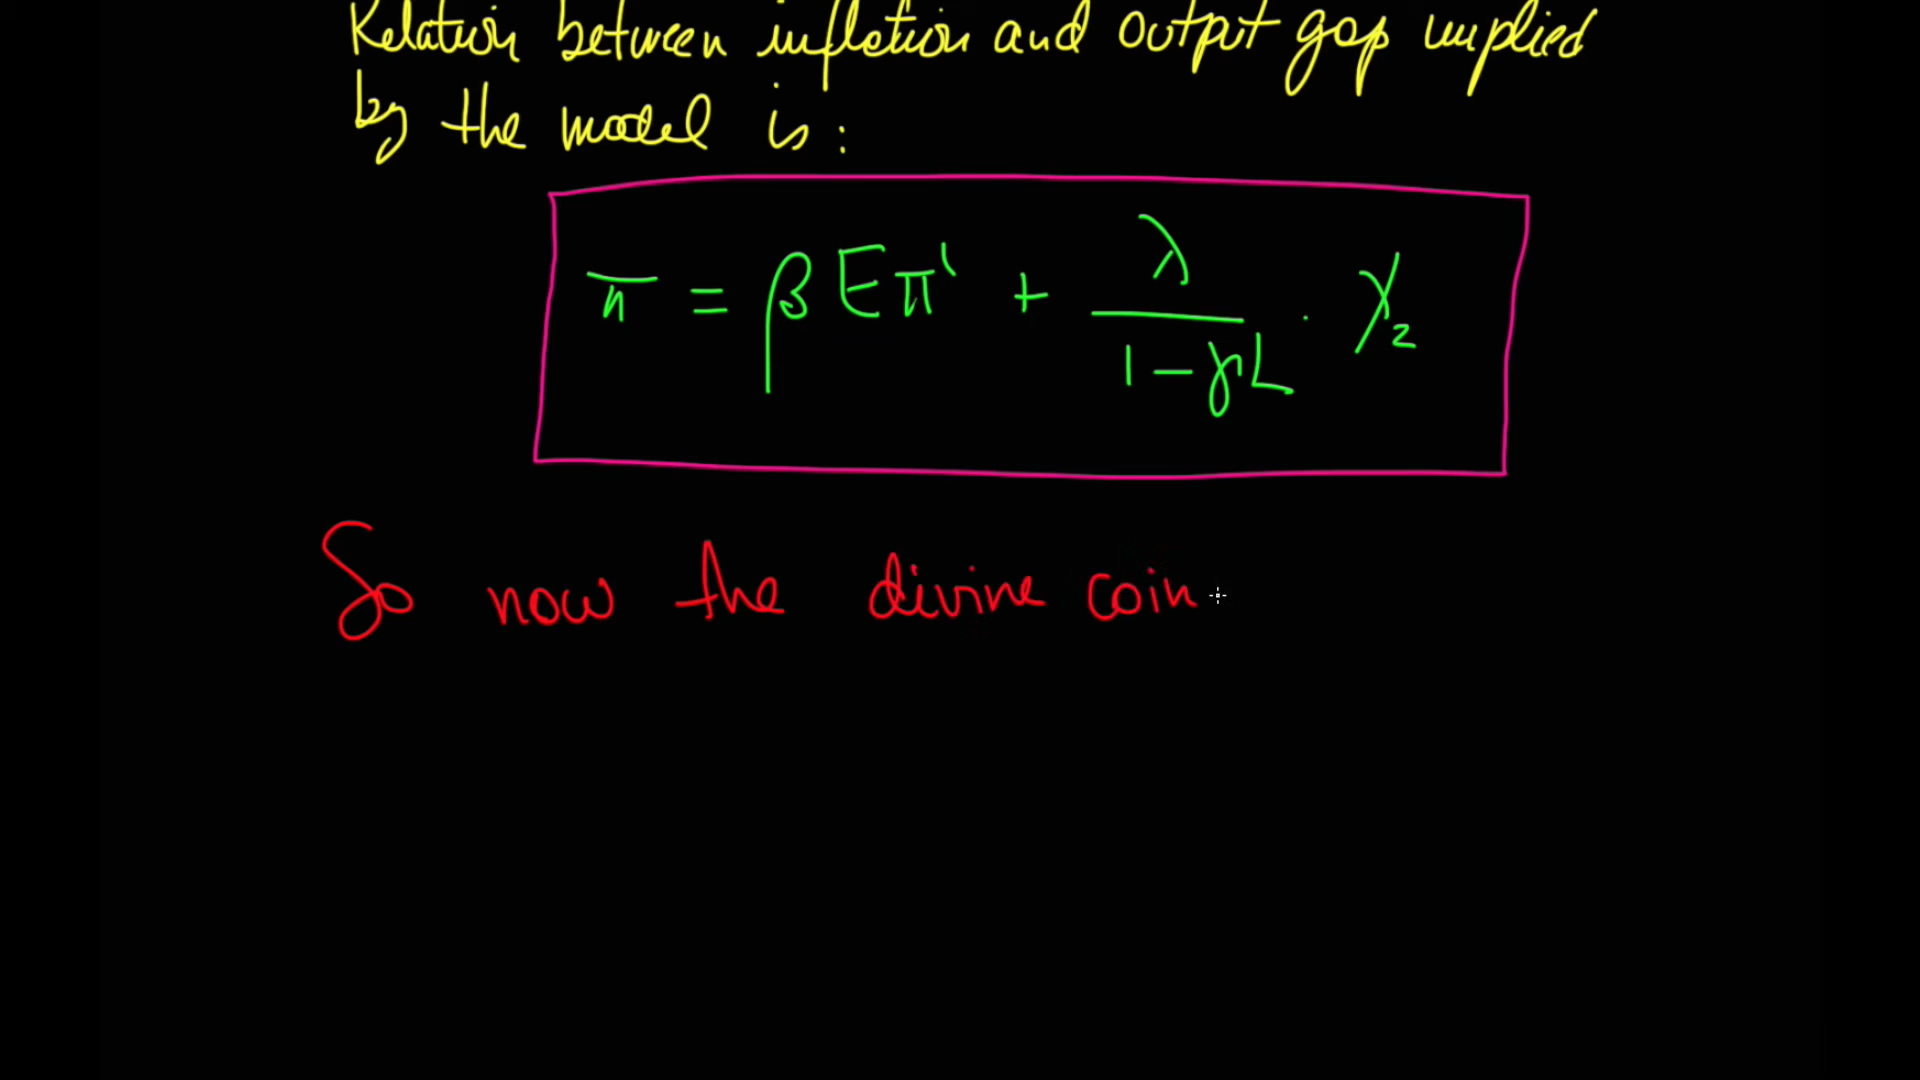 Relation between inflation and output gap implied
by the model is:
π = β E π' + λ / (1 - γL) · χ₂
So now the divine coin